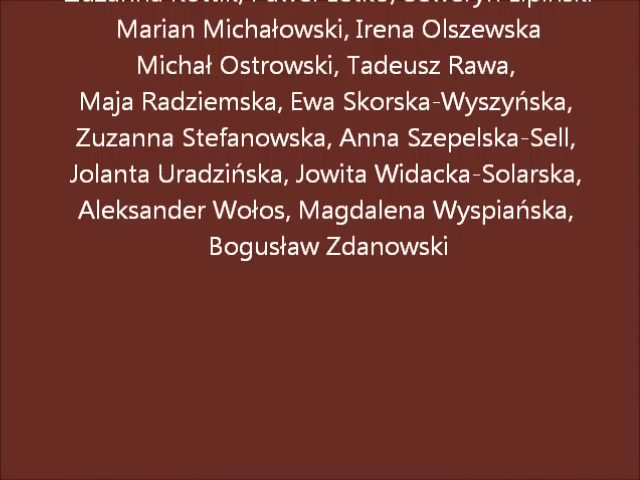 Marian Michałowski, Irena Olszewska
Michał Ostrowski, Tadeusz Rawa,
Maja Radziemska, Ewa Skorska-Wyszyńska,
Zuzanna Stefanowska, Anna Szepelska-Sell,
Jolanta Uradzińska, Jowita Widacka-Solarska,
Aleksander Wołos, Magdalena Wyspiańska,
Bogusław Zdanowski